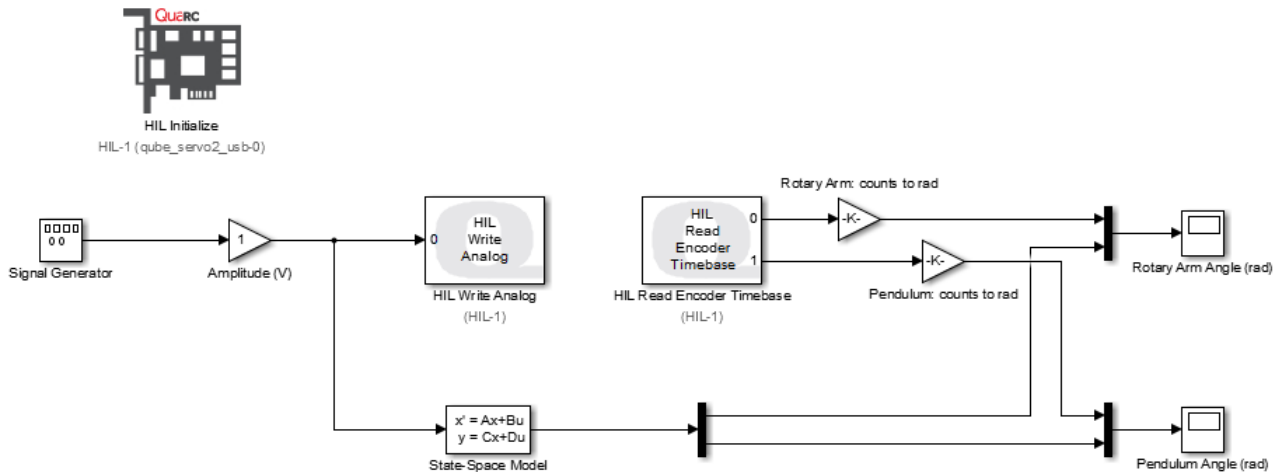 QUARC
HIL Initialize
HIL-1 (qube_servo2_usb-0)
Signal Generator
1
Amplitude (V)
0
HIL
Write
Analog
HIL Write Analog
(HIL-1)
HIL
Read
Encoder
Timebase
0
1
HIL Read Encoder Timebase
(HIL-1)
Rotary Arm: counts to rad
-K-
-K-
Pendulum: counts to rad
Rotary Arm Angle (rad)
x' = Ax+Bu
y = Cx+Du
State-Space Model
Pendulum Angle (rad)